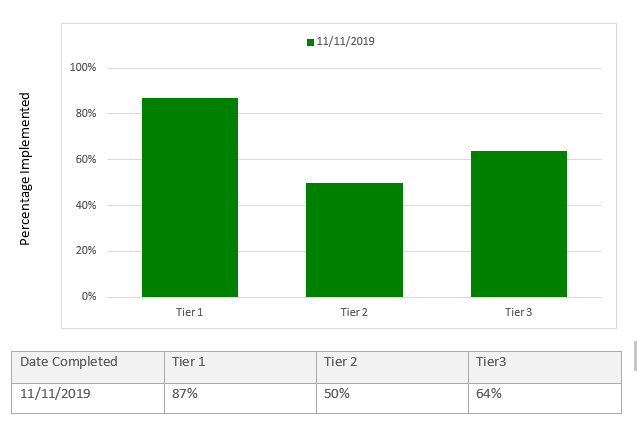 11/11/2019
100%
80%
60%
40%
20%
0%
Percentage Implemented
Tier 1 Tier 2 Tier 3
Date Completed Tier 1 Tier 2 Tier3
11/11/2019 87% 50% 64%